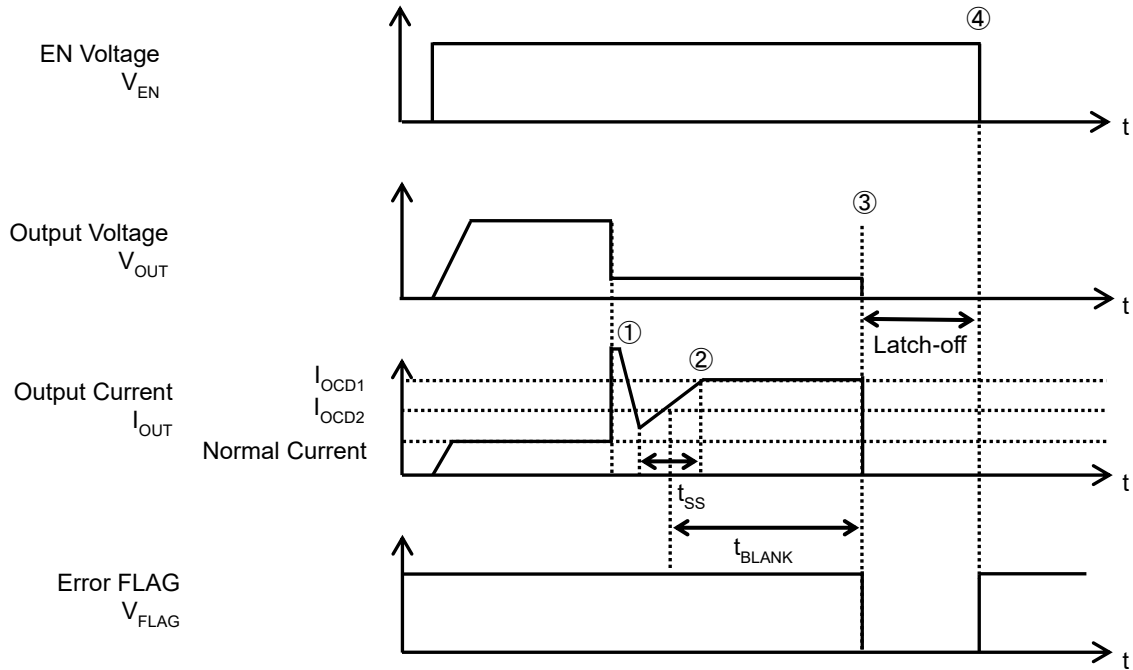 ④
EN Voltage
V_EN
t
③
Output Voltage
V_OUT
t
Latch-off
①
②
I_OCD1
Output Current
I_OCD2
I_OUT
Normal Current
t
t_SS
t_BLANK
Error FLAG
V_FLAG
t